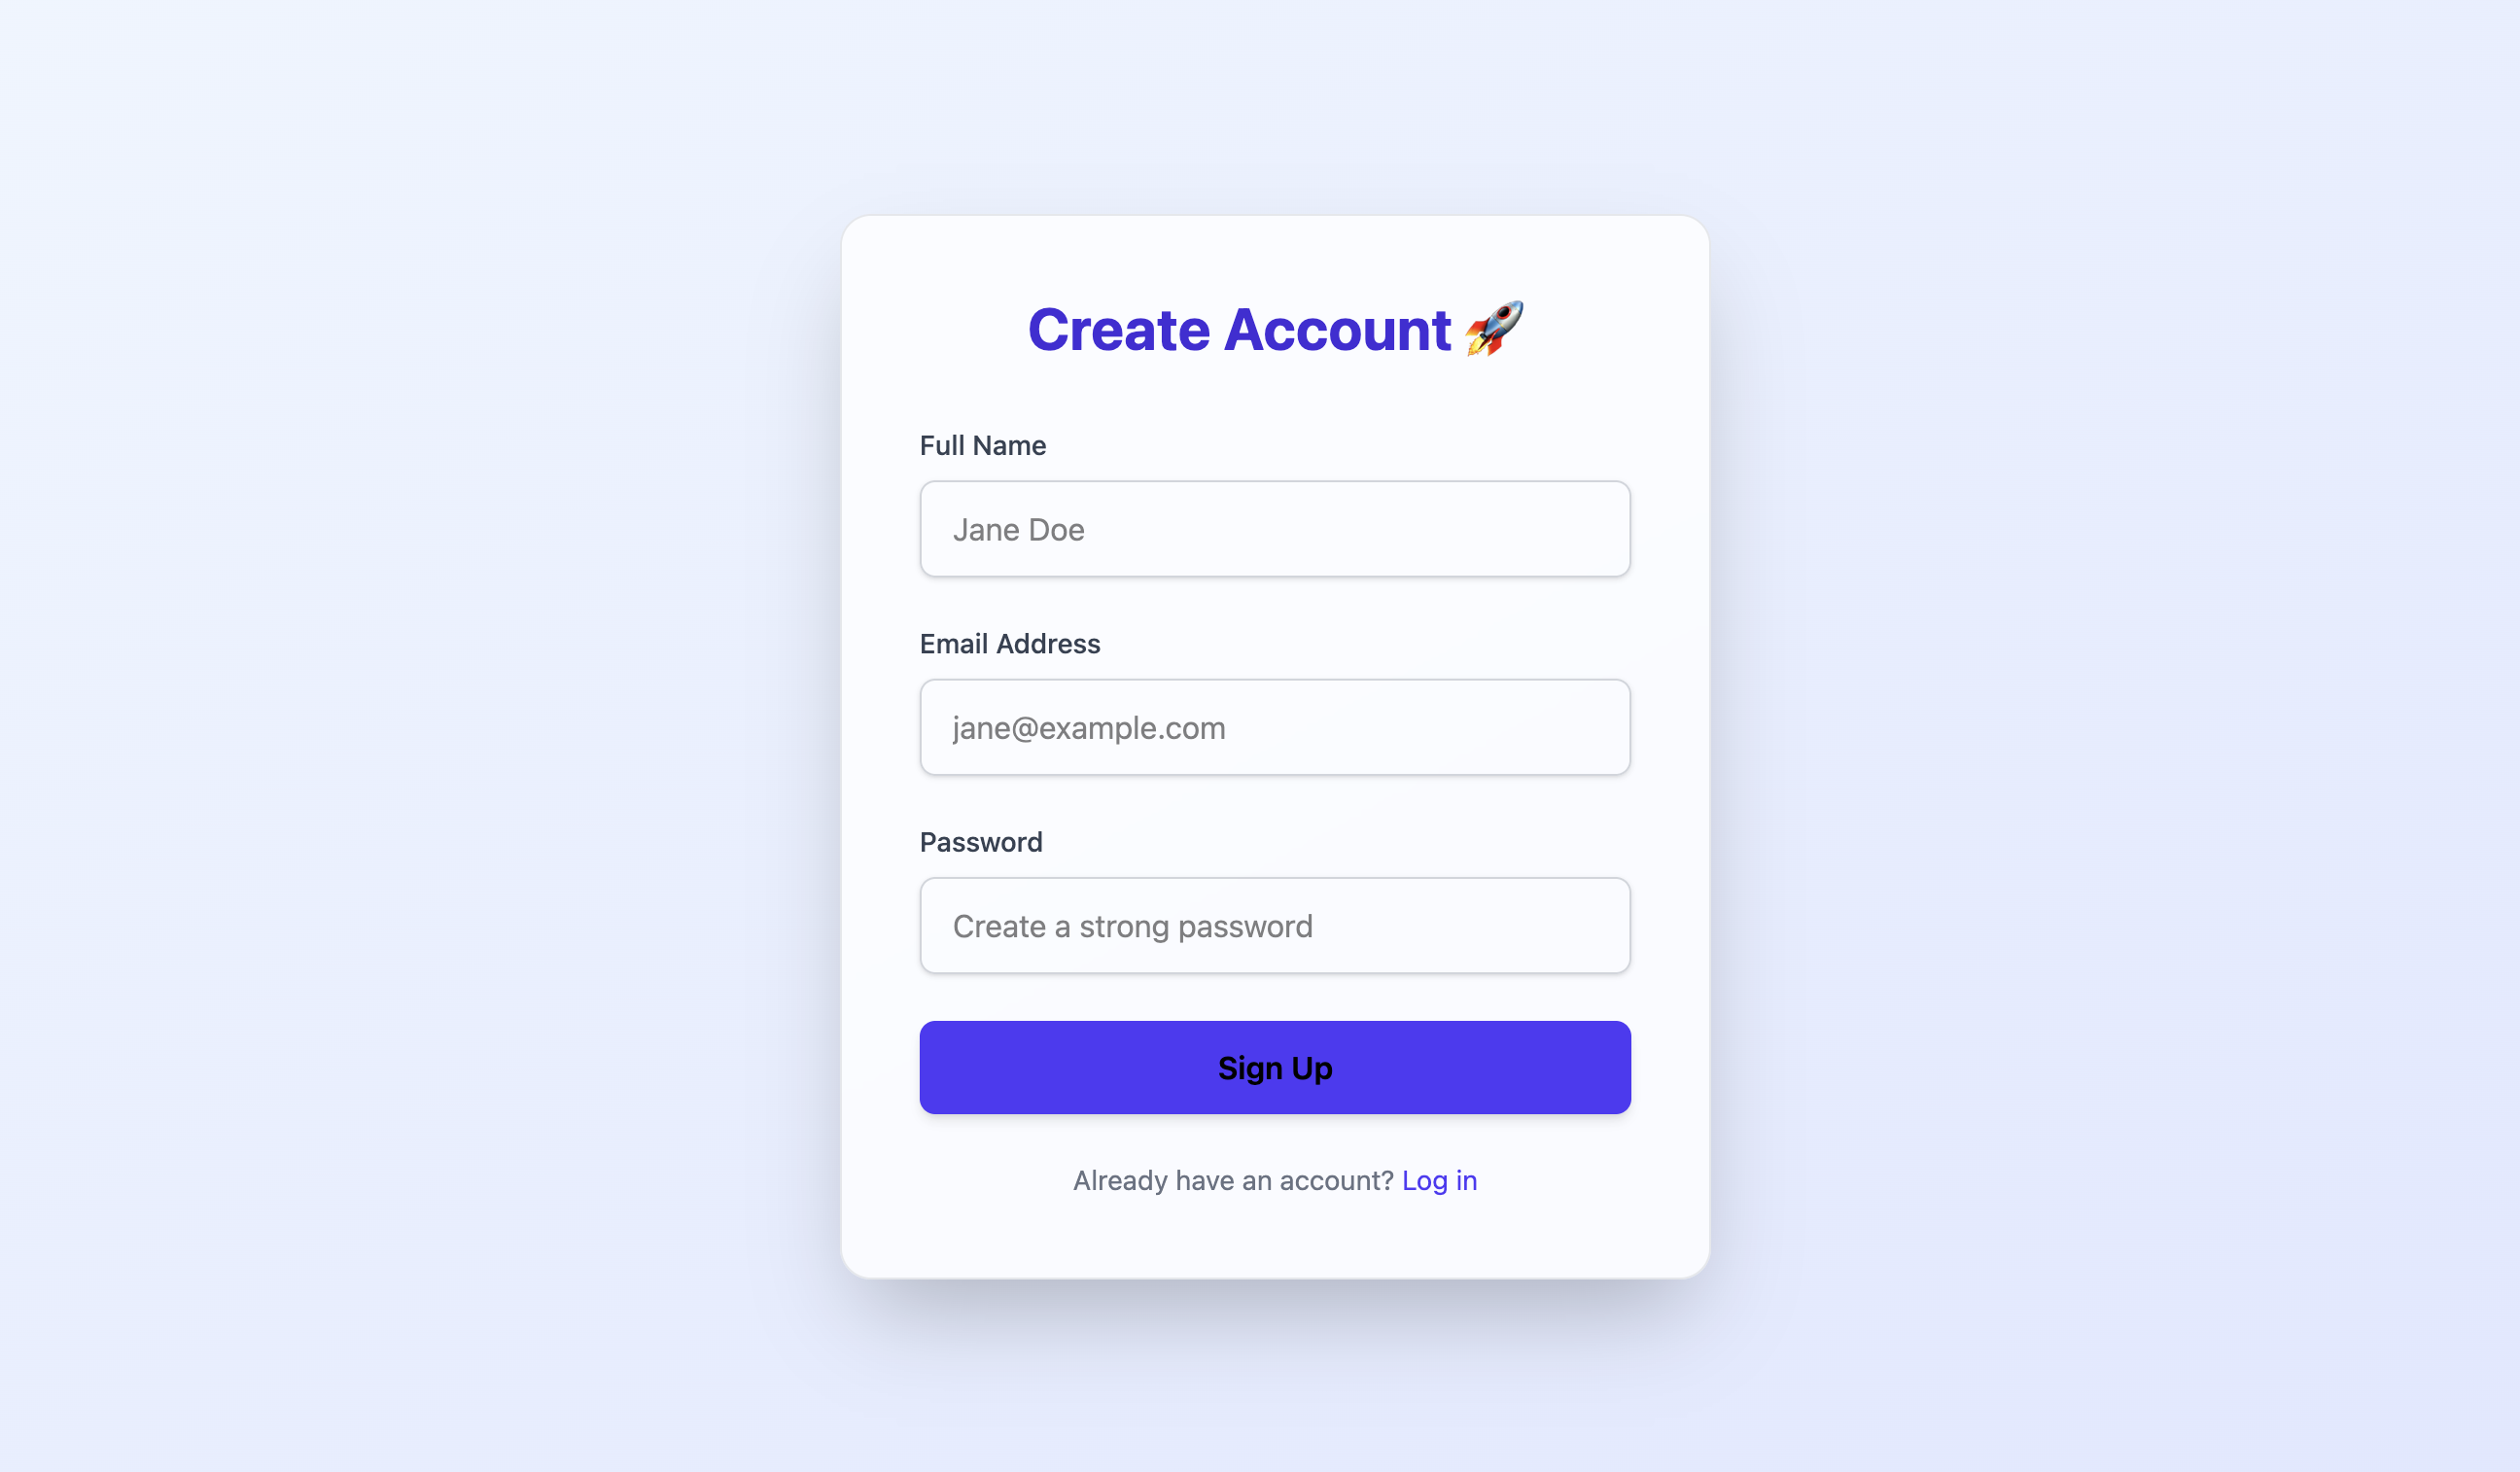 Create Account 🚀
Full Name
Jane Doe
Email Address
jane@example.com
Password
Create a strong password
Sign Up
Already have an account? Log in